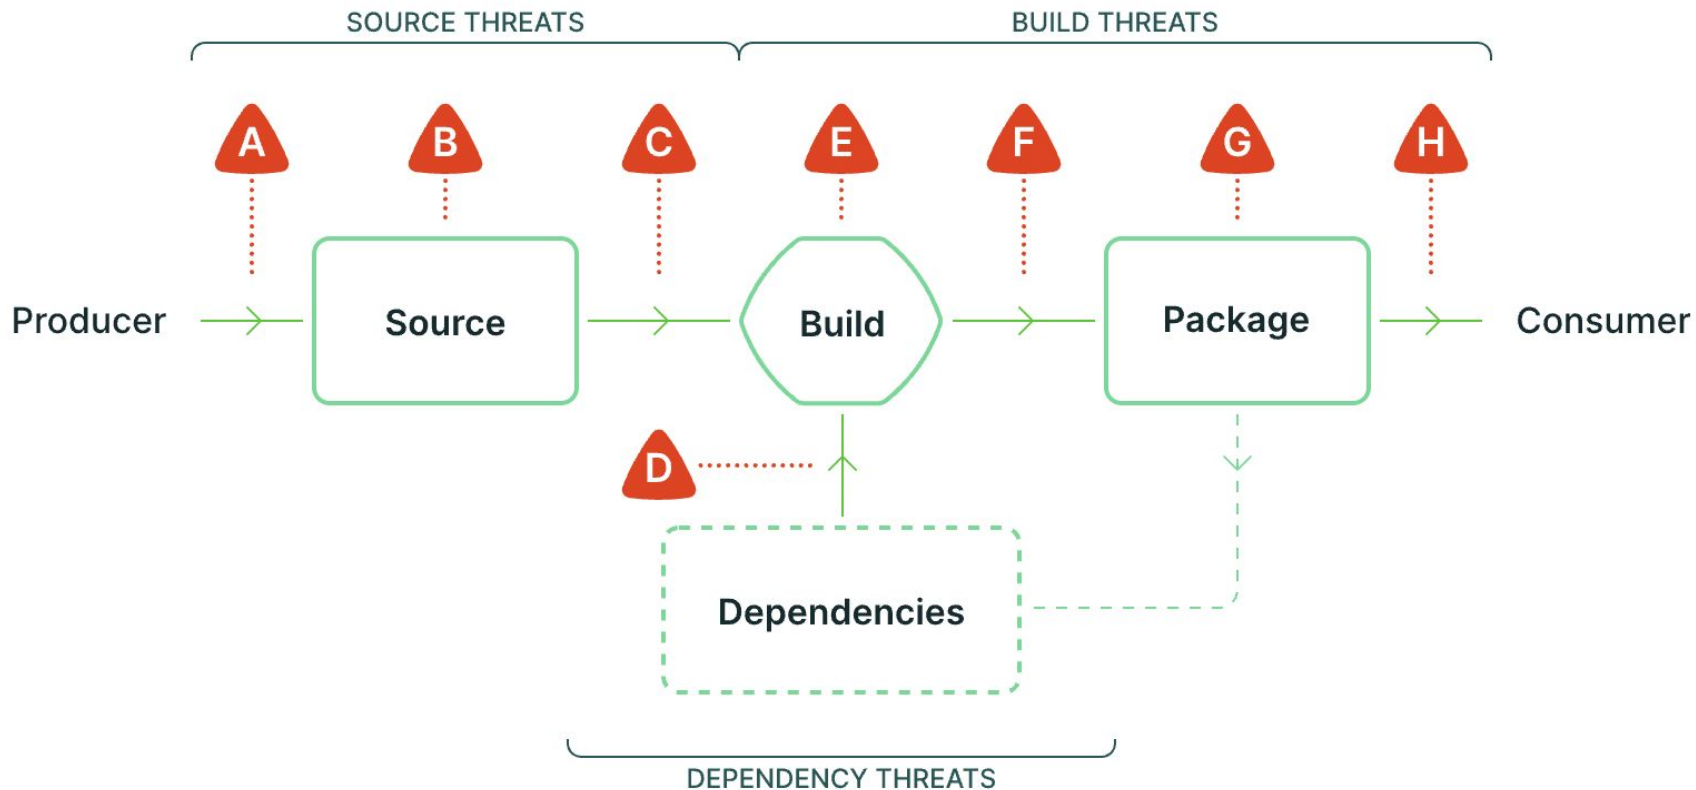 SOURCE THREATS
BUILD THREATS
A
B
C
E
F
G
H
Producer
Source
Build
Package
Consumer
D
Dependencies
DEPENDENCY THREATS